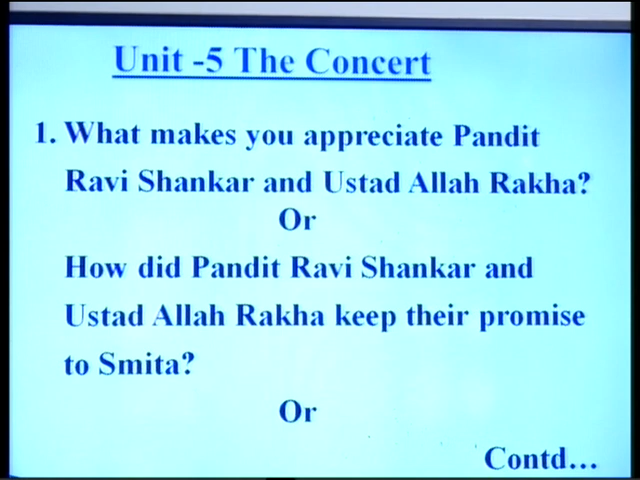 Unit -5 The Concert
1. What makes you appreciate Pandit
Ravi Shankar and Ustad Allah Rakha?
Or
How did Pandit Ravi Shankar and
Ustad Allah Rakha keep their promise
to Smita?
Or
Contd...